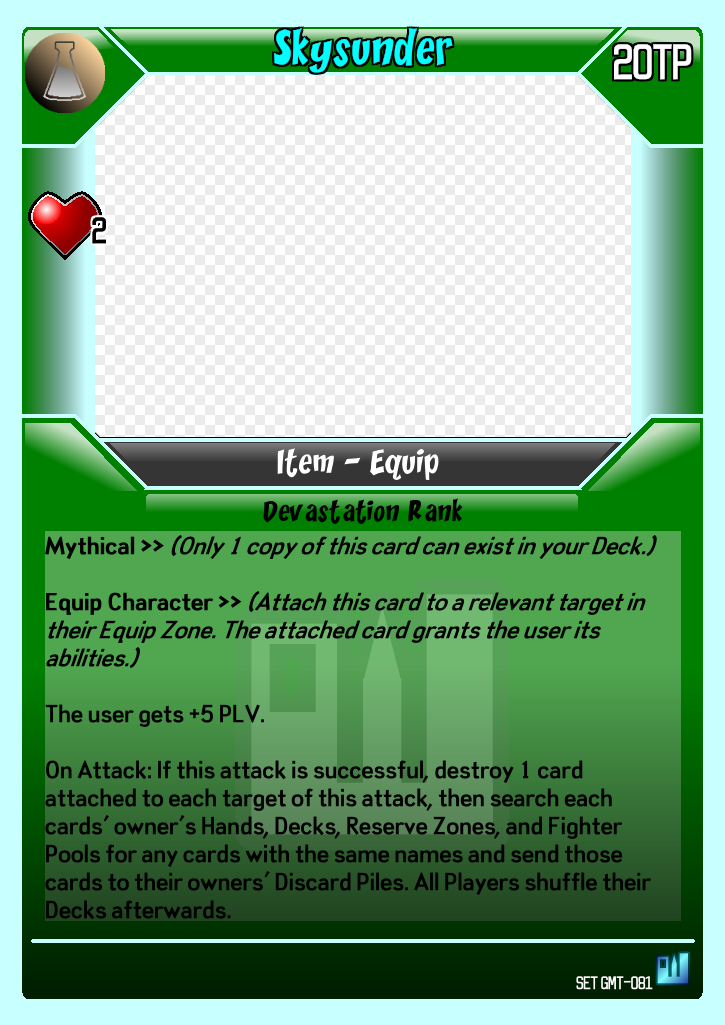 Skysunder
20TP
2
Item - Equip
Devastation Rank
Mythical >> (Only 1 copy of this card can exist in your Deck.)
Equip Character >> (Attach this card to a relevant target in
their Equip Zone. The attached card grants the user its
abilities.)
The user gets +5 PLV.
On Attack: If this attack is successful, destroy 1 card
attached to each target of this attack, then search each
cards' owner's Hands, Decks, Reserve Zones, and Fighter
Pools for any cards with the same names and send those
cards to their owners' Discard Piles. All Players shuffle their
Decks afterwards.
SET GMT-081